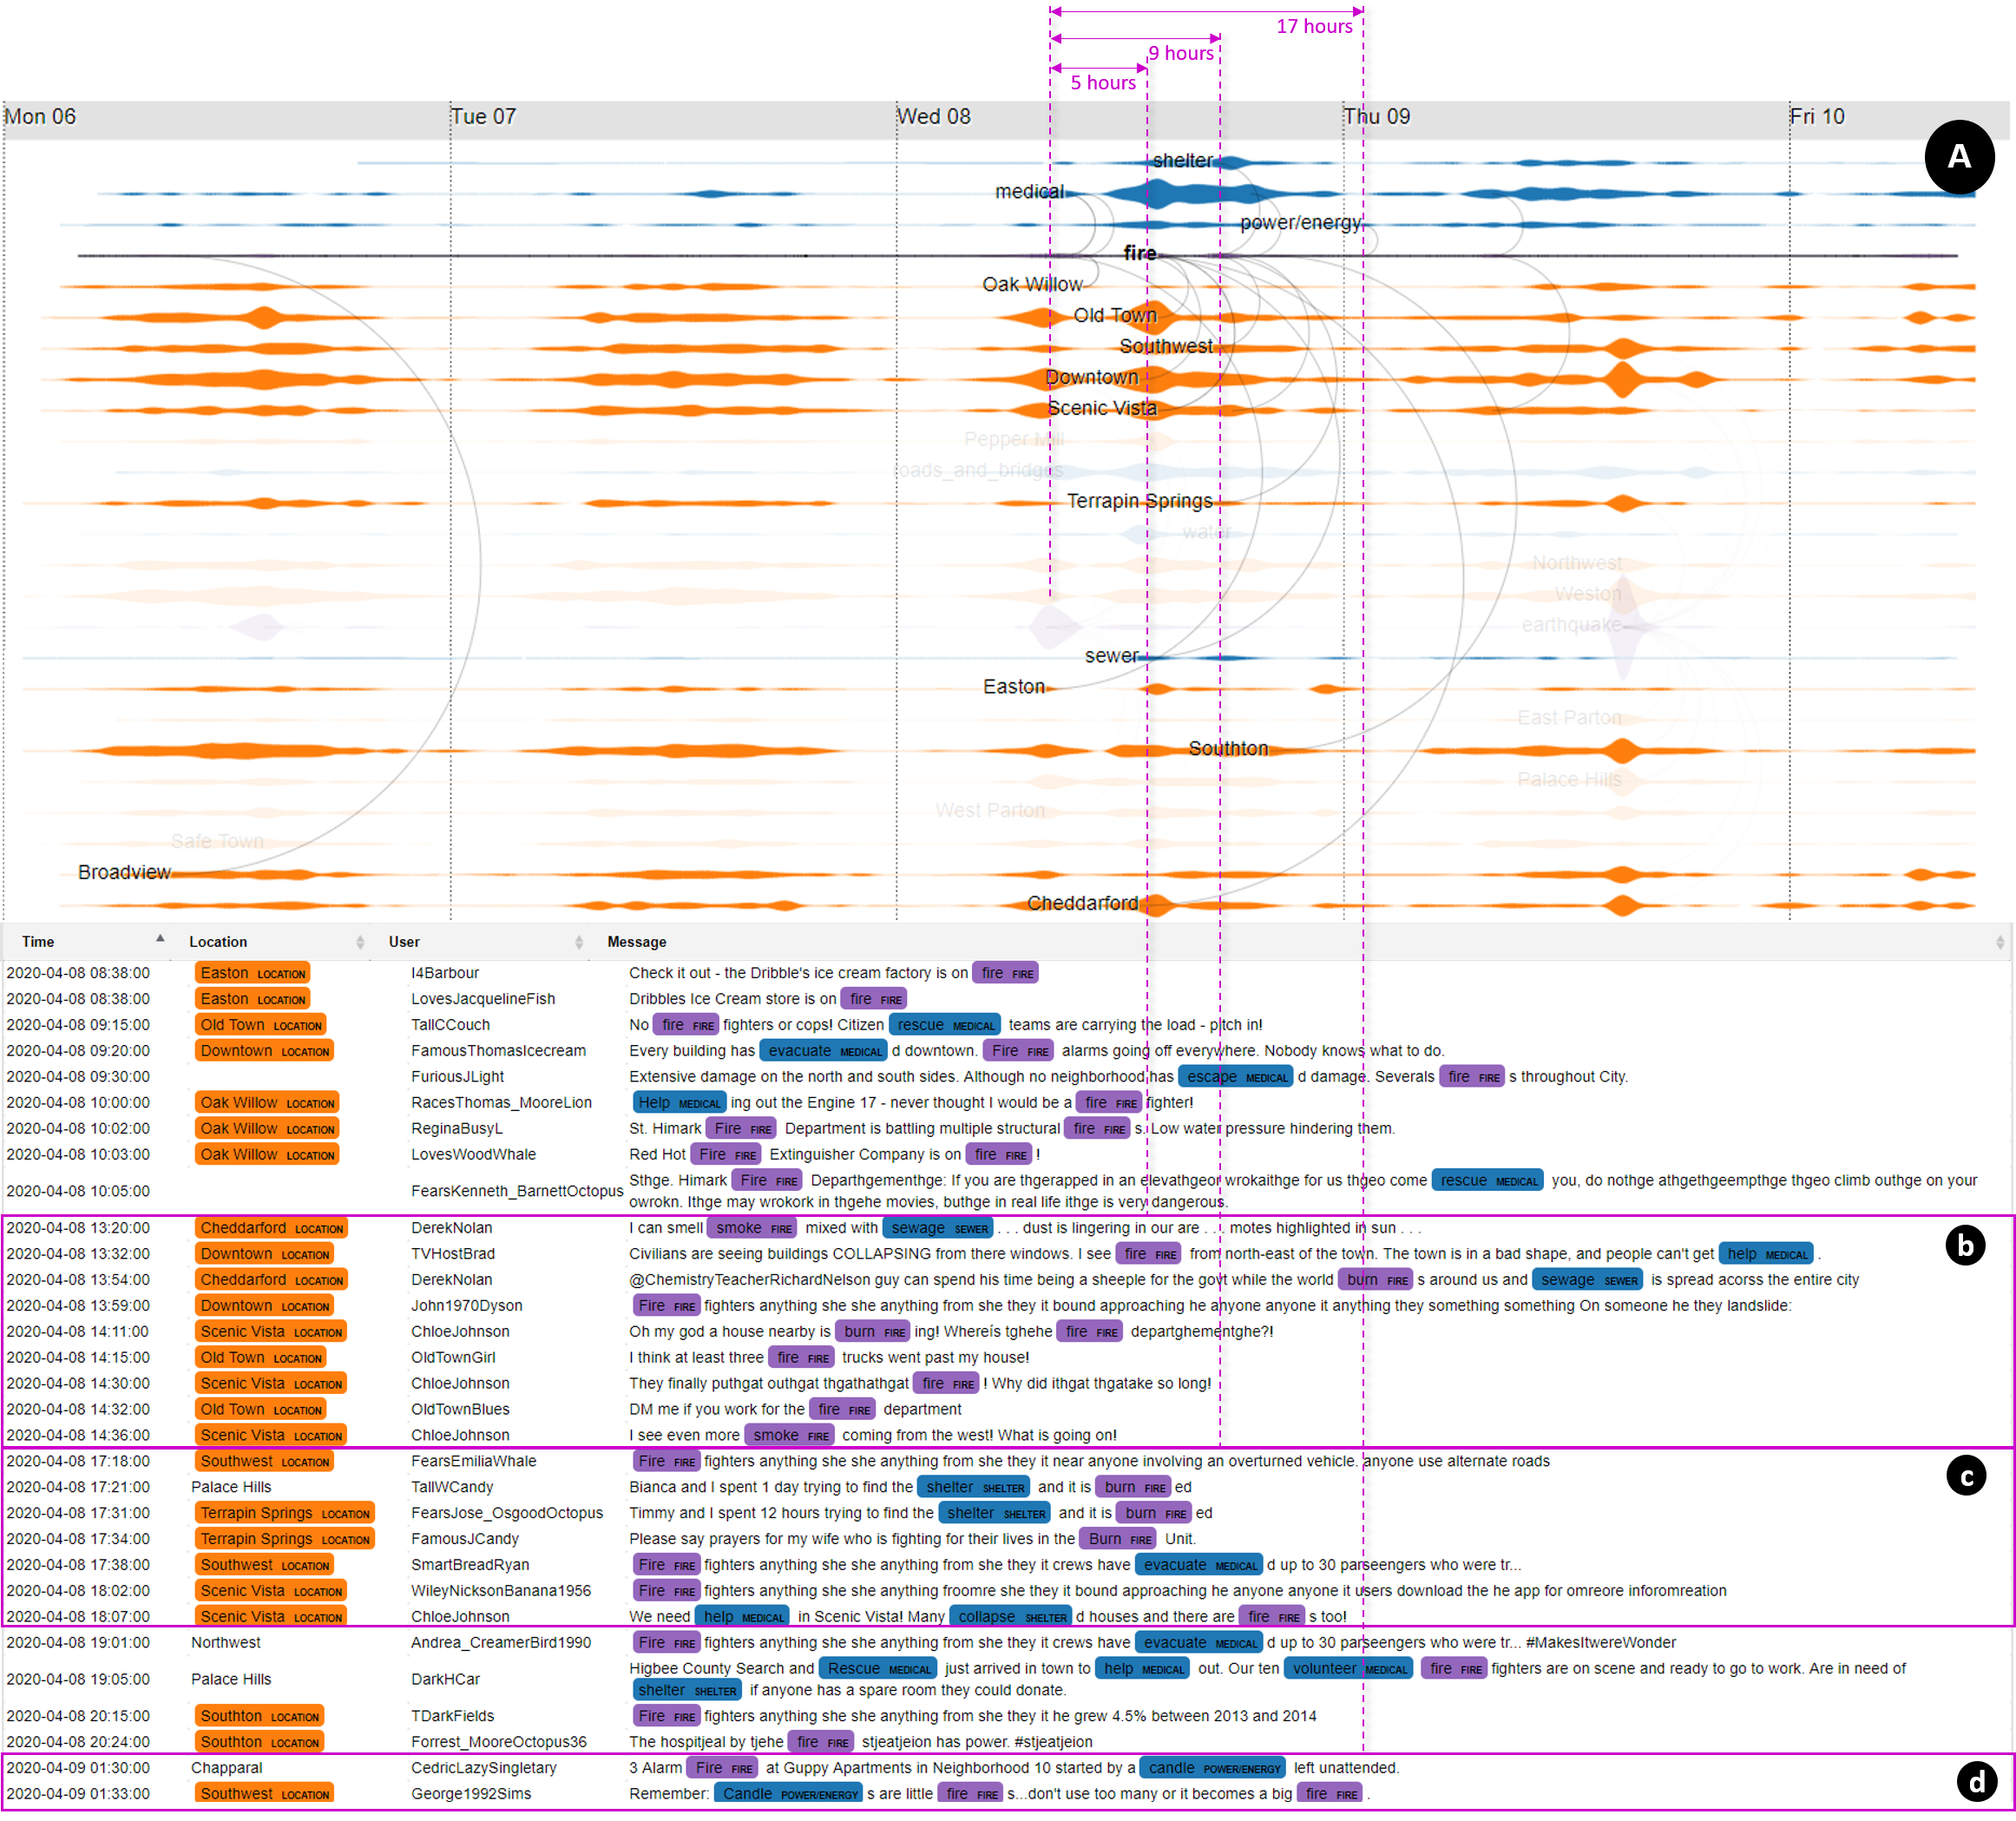 17 hours
9 hours
5 hours
Mon 06 Tue 07 Wed 08 Thu 09 Fri 10
A
shelter
medical
power/energy
fire
Oak Willow
Old Town
Southwest
Downtown
Scenic Vista
Pepper Mill
roads_and_bridges
Terrapin Springs
water
Northwest
Weston
earthquake
sewer
Easton
East Parton
Southton
Palace Hills
West Parton
Safe Town
Broadview
Cheddarford
Time Location User Message
2020-04-08 08:38:00 Easton LOCATION I4Barbour Check it out - the Dribble's ice cream factory is on fire FIRE
2020-04-08 08:38:00 Easton LOCATION LovesJacquelineFish Dribbles Ice Cream store is on fire FIRE
2020-04-08 09:15:00 Old Town LOCATION TallCCouch No fire FIRE fighters or cops! Citizen rescue MEDICAL teams are carrying the load - pitch in!
2020-04-08 09:20:00 Downtown LOCATION FamousThomasIcecream Every building has evacuate MEDICAL d downtown. Fire FIRE alarms going off everywhere. Nobody knows what to do.
2020-04-08 09:30:00 FuriousJLight Extensive damage on the north and south sides. Although no neighborhood has escape MEDICAL d damage. Severals fire FIRE s throughout City.
2020-04-08 10:00:00 Oak Willow LOCATION RacesThomas_MooreLion Help MEDICAL ing out the Engine 17 - never thought I would be a fire FIRE fighter!
2020-04-08 10:02:00 Oak Willow LOCATION ReginaBusyL St. Himark Fire FIRE Department is battling multiple structural fire FIRE s. Low water pressure hindering them.
2020-04-08 10:03:00 Oak Willow LOCATION LovesWoodWhale Red Hot Fire FIRE Extinguisher Company is on fire FIRE !
2020-04-08 10:05:00 FearsKenneth_BarnettOctopus Sthge. Himark Fire FIRE Departhgementhge: If you are thgerapped in an elevathgeor wrokaithge for us thgeo come rescue MEDICAL you, do nothge athgethgeempthge thgeo climb outhge on your
owrokn. Ithge may wrokork in thgehe movies, buthge in real life ithge is very dangerous.
2020-04-08 13:20:00 Cheddarford LOCATION DerekNolan I can smell smoke FIRE mixed with sewage SEWER . . . dust is lingering in our are . . . motes highlighted in sun . . .
b
2020-04-08 13:32:00 Downtown LOCATION TVHostBrad Civilians are seeing buildings COLLAPSING from there windows. I see fire FIRE from north-east of the town. The town is in a bad shape, and people can't get help MEDICAL .
2020-04-08 13:54:00 Cheddarford LOCATION DerekNolan @ChemistryTeacherRichardNelson guy can spend his time being a sheeple for the govt while the world burn FIRE s around us and sewage SEWER is spread acorss the entire city
2020-04-08 13:59:00 Downtown LOCATION John1970Dyson Fire FIRE fighters anything she she anything from she they it bound approaching he anyone anyone it anything they something something On someone he they landslide:
2020-04-08 14:11:00 Scenic Vista LOCATION ChloeJohnson Oh my god a house nearby is burn FIRE ing! Whereís tghehe fire FIRE departghementghe?!
2020-04-08 14:15:00 Old Town LOCATION OldTownGirl I think at least three fire FIRE trucks went past my house!
2020-04-08 14:30:00 Scenic Vista LOCATION ChloeJohnson They finally puthgat outhgat thgathathgat fire FIRE ! Why did ithgat thgatake so long!
2020-04-08 14:32:00 Old Town LOCATION OldTownBlues DM me if you work for the fire FIRE department
2020-04-08 14:36:00 Scenic Vista LOCATION ChloeJohnson I see even more smoke FIRE coming from the west! What is going on!
2020-04-08 17:18:00 Southwest LOCATION FearsEmiliaWhale Fire FIRE fighters anything she she anything from she they it near anyone involving an overturned vehicle. anyone use alternate roads
c
2020-04-08 17:21:00 Palace Hills TallWCandy Bianca and I spent 1 day trying to find the shelter SHELTER and it is burn FIRE ed
2020-04-08 17:31:00 Terrapin Springs LOCATION FearsJose_OsgoodOctopus Timmy and I spent 12 hours trying to find the shelter SHELTER and it is burn FIRE ed
2020-04-08 17:34:00 Terrapin Springs LOCATION FamousJCandy Please say prayers for my wife who is fighting for their lives in the Burn FIRE Unit.
2020-04-08 17:38:00 Southwest LOCATION SmartBreadRyan Fire FIRE fighters anything she she anything from she they it crews have evacuate MEDICAL d up to 30 parseengers who were tr...
2020-04-08 18:02:00 Scenic Vista LOCATION WileyNicksonBanana1956 Fire FIRE fighters anything she she anything froomre she they it bound approaching he anyone anyone it users download the he app for omreore inforomreation
2020-04-08 18:07:00 Scenic Vista LOCATION ChloeJohnson We need help MEDICAL in Scenic Vista! Many collapse SHELTER d houses and there are fire FIRE s too!
2020-04-08 19:01:00 Northwest Andrea_CreamerBird1990 Fire FIRE fighters anything she she anything from she they it crews have evacuate MEDICAL d up to 30 parseengers who were tr... #MakesItwereWonder
2020-04-08 19:05:00 Palace Hills DarkHCar Higbee County Search and Rescue MEDICAL just arrived in town to help MEDICAL out. Our ten volunteer MEDICAL fire FIRE fighters are on scene and ready to go to work. Are in need of
shelter SHELTER if anyone has a spare room they could donate.
2020-04-08 20:15:00 Southton LOCATION TDarkFields Fire FIRE fighters anything she she anything from she they it he grew 4.5% between 2013 and 2014
2020-04-08 20:24:00 Southton LOCATION Forrest_MooreOctopus36 The hospitjeal by tjehe fire FIRE stjeatjeion has power. #stjeatjeion
2020-04-09 01:30:00 Chapparal CedricLazySingletary 3 Alarm Fire FIRE at Guppy Apartments in Neighborhood 10 started by a candle POWER/ENERGY left unattended.
d
2020-04-09 01:33:00 Southwest LOCATION George1992Sims Remember: Candle POWER/ENERGY s are little fire FIRE s...don't use too many or it becomes a big fire FIRE .